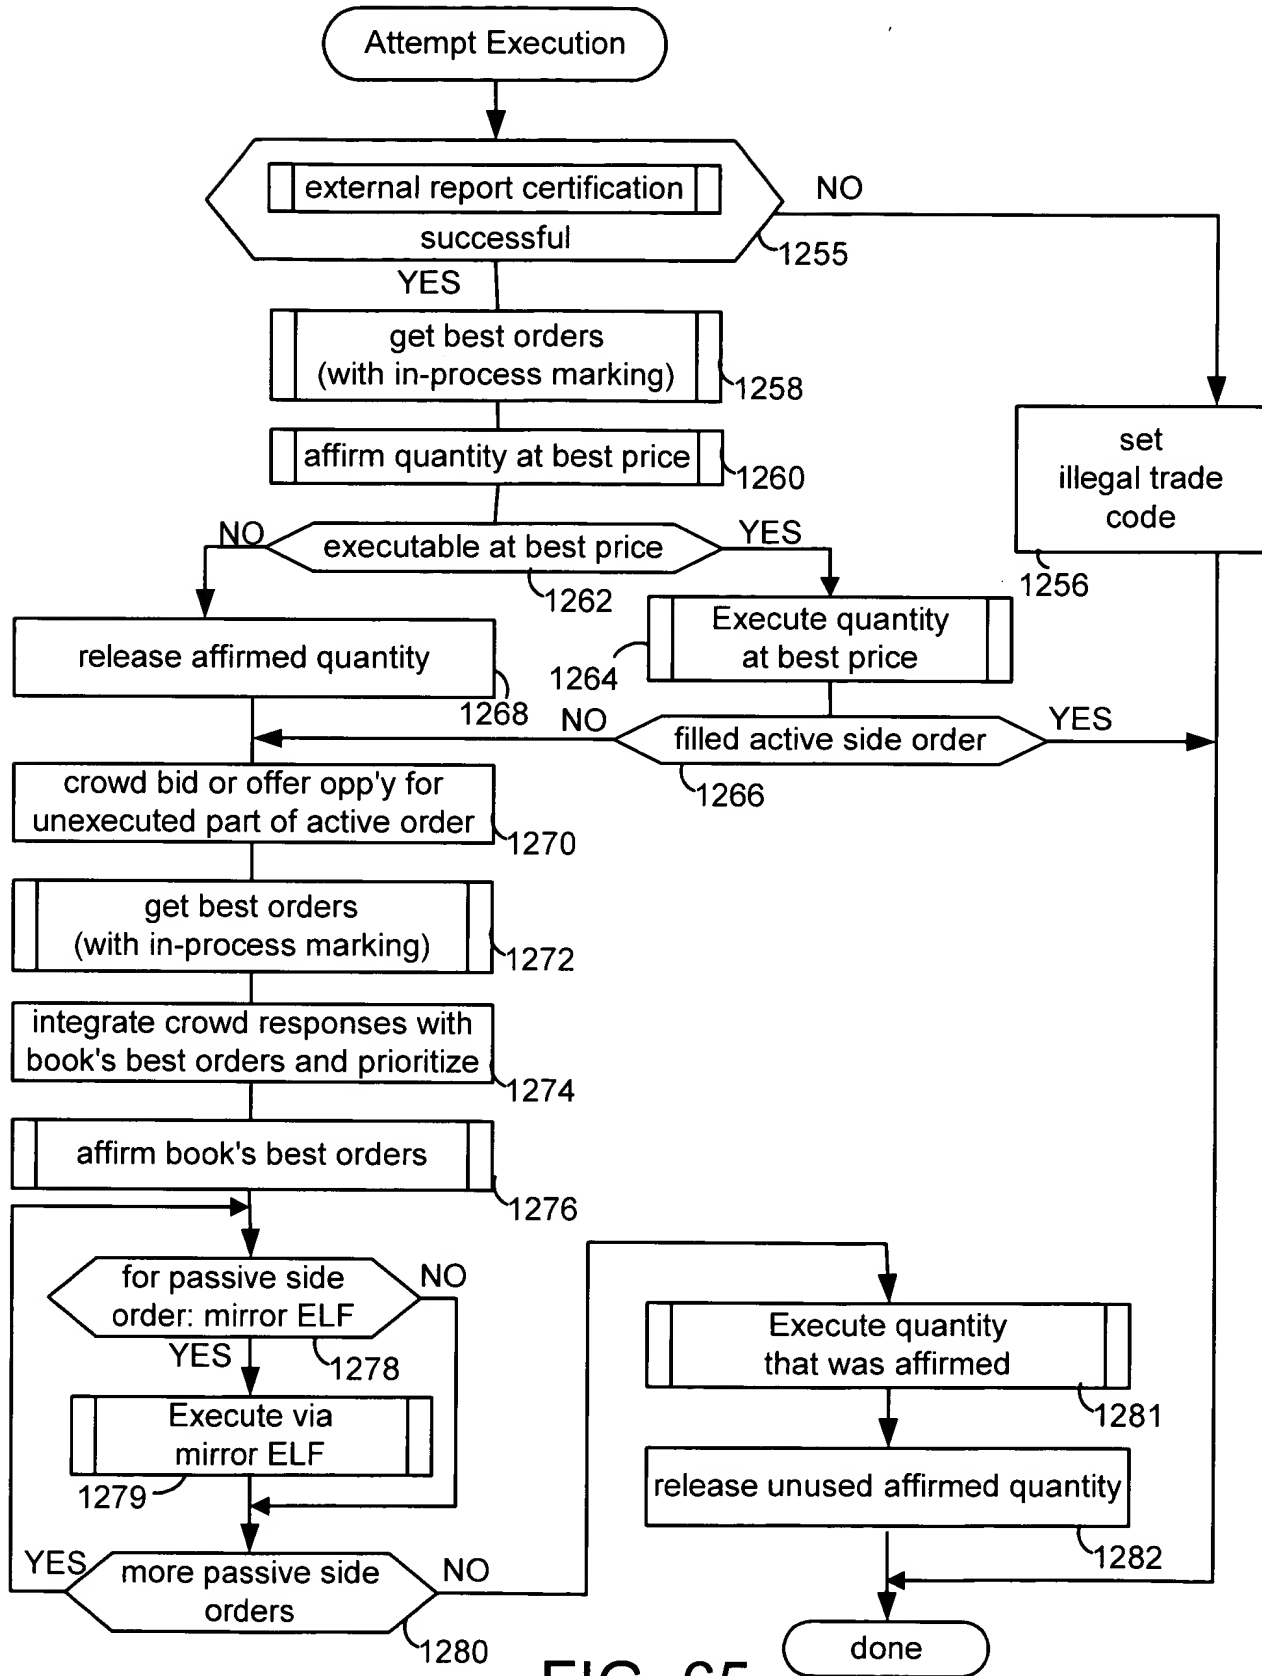 Attempt Execution
external report certification
successful
NO
1255
YES
get best orders
(with in-process marking)
1258
affirm quantity at best price
1260
set
illegal trade
code
1256
NO
executable at best price
YES
1262
release affirmed quantity
1268
Execute quantity
at best price
1264
NO
filled active side order
YES
1266
crowd bid or offer opp'y for
unexecuted part of active order
1270
get best orders
(with in-process marking)
1272
integrate crowd responses with
book's best orders and prioritize
1274
affirm book's best orders
1276
for passive side
order: mirror ELF
NO
YES
1278
Execute via
mirror ELF
1279
YES
more passive side
orders
NO
1280
Execute quantity
that was affirmed
1281
release unused affirmed quantity
1282
done
FIG. 65